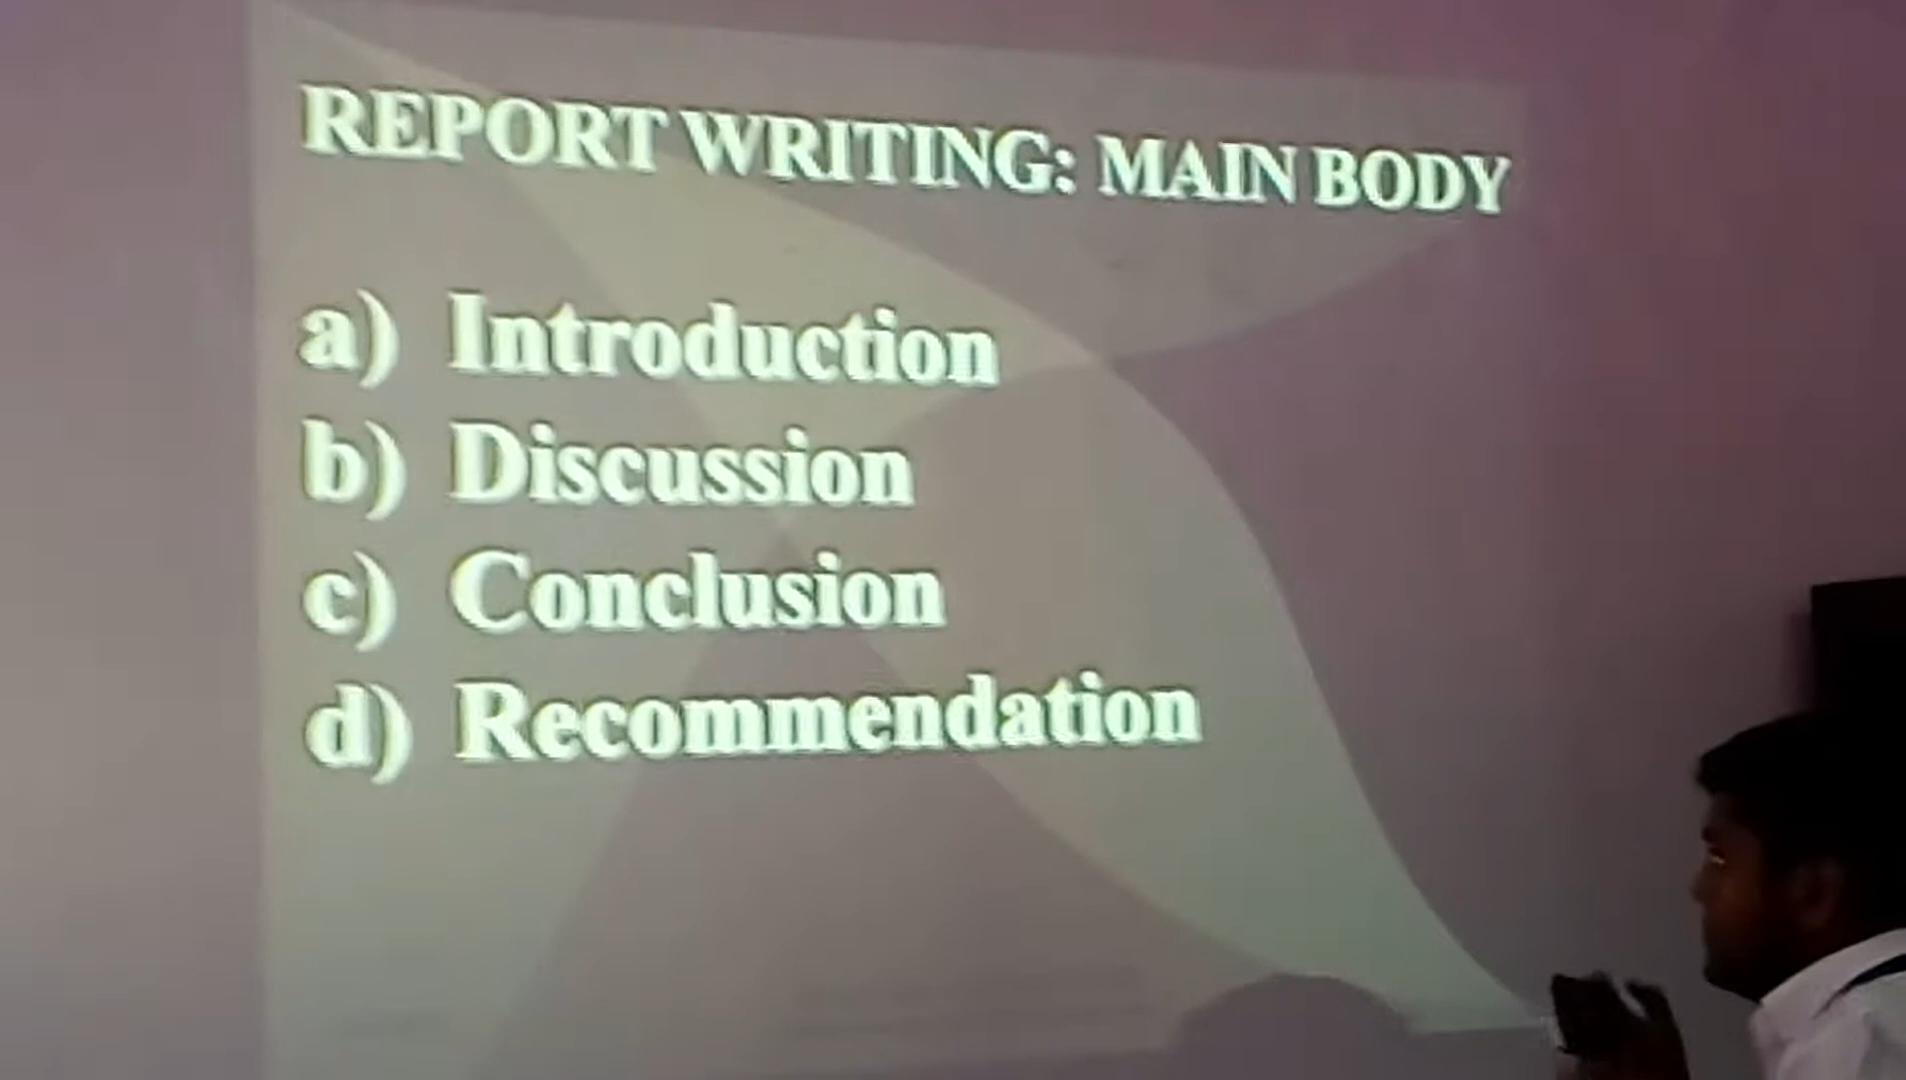 REPORT WRITING: MAIN BODY
a) Introduction
b) Discussion
c) Conclusion
d) Recommendation